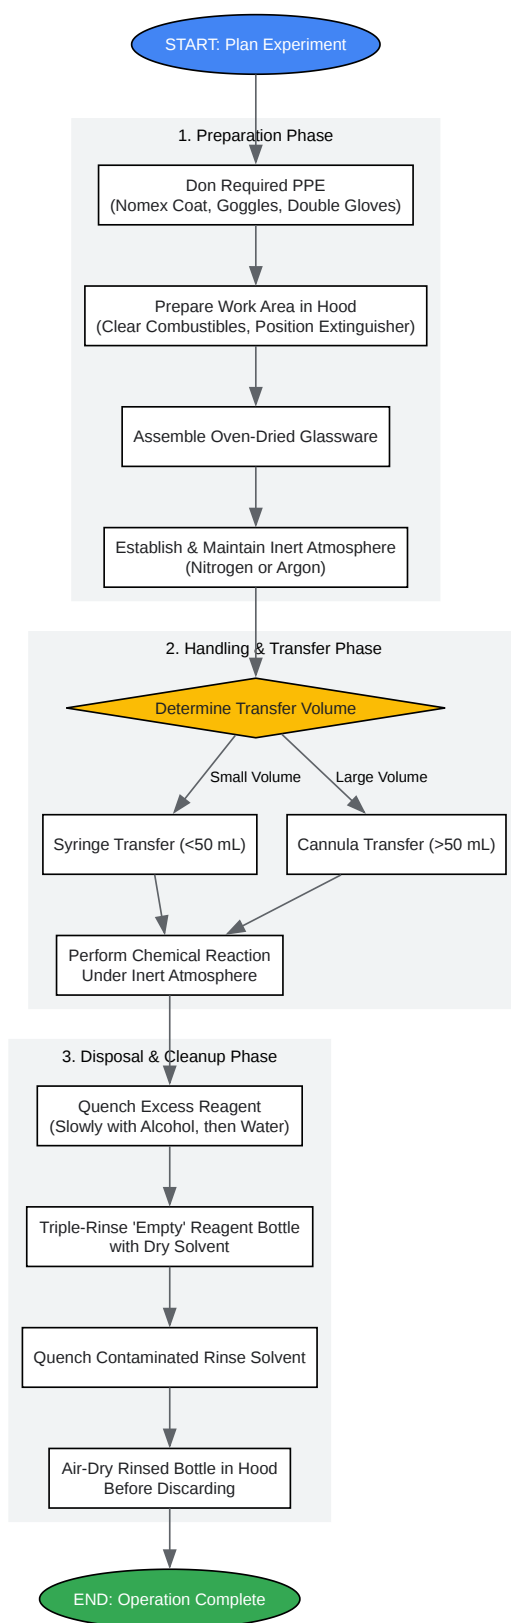 START: Plan Experiment
1. Preparation Phase
Don Required PPE
(Nomex Coat, Goggles, Double Gloves)
Prepare Work Area in Hood
(Clear Combustibles, Position Extinguisher)
Assemble Oven-Dried Glassware
Establish & Maintain Inert Atmosphere
(Nitrogen or Argon)
2. Handling & Transfer Phase
Determine Transfer Volume
Small Volume
Large Volume
Syringe Transfer (<50 mL)
Cannula Transfer (>50 mL)
Perform Chemical Reaction
Under Inert Atmosphere
3. Disposal & Cleanup Phase
Quench Excess Reagent
(Slowly with Alcohol, then Water)
Triple-Rinse 'Empty' Reagent Bottle
with Dry Solvent
Quench Contaminated Rinse Solvent
Air-Dry Rinsed Bottle in Hood
Before Discarding
END: Operation Complete